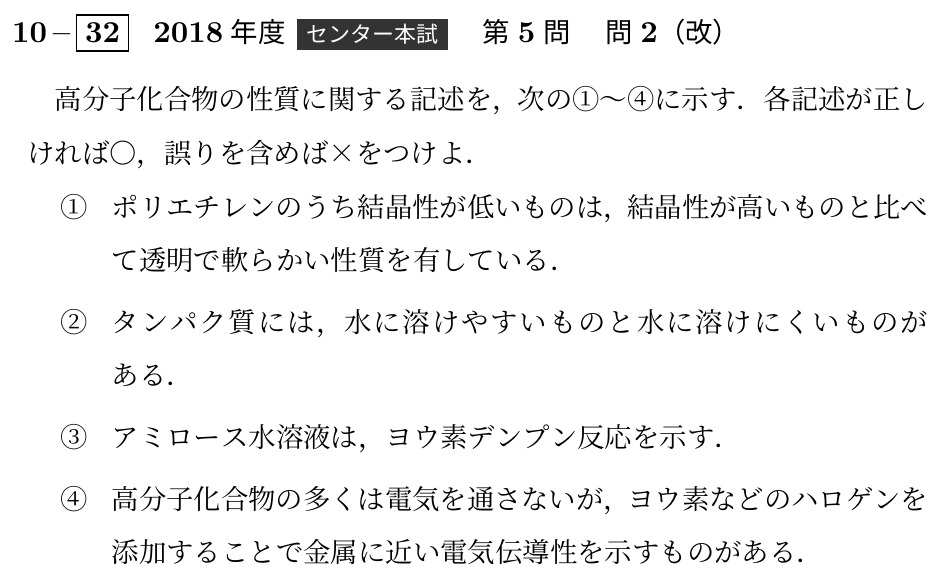 10－32 2018年度 センター本試 第5問 問2（改）
高分子化合物の性質に関する記述を，次の①～④に示す．各記述が正し
ければ○，誤りを含めば×をつけよ．
① ポリエチレンのうち結晶性が低いものは，結晶性が高いものと比べ
て透明で軟らかい性質を有している．
② タンパク質には，水に溶けやすいものと水に溶けにくいものが
ある．
③ アミロース水溶液は，ヨウ素デンプン反応を示す．
④ 高分子化合物の多くは電気を通さないが，ヨウ素などのハロゲンを
添加することで金属に近い電気伝導性を示すものがある．